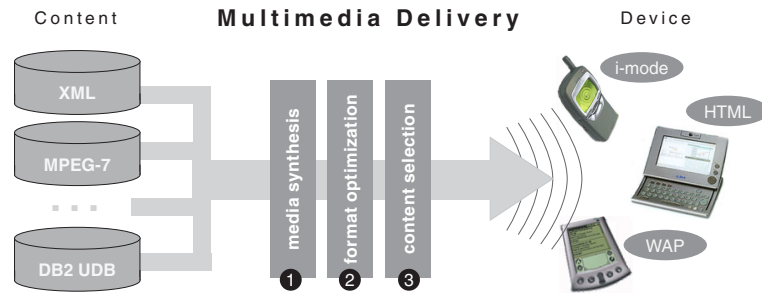 Content
Multimedia Delivery
Device
XML
MPEG-7
...
DB2 UDB
media synthesis
1
format optimization
2
content selection
3
i-mode
HTML
WAP